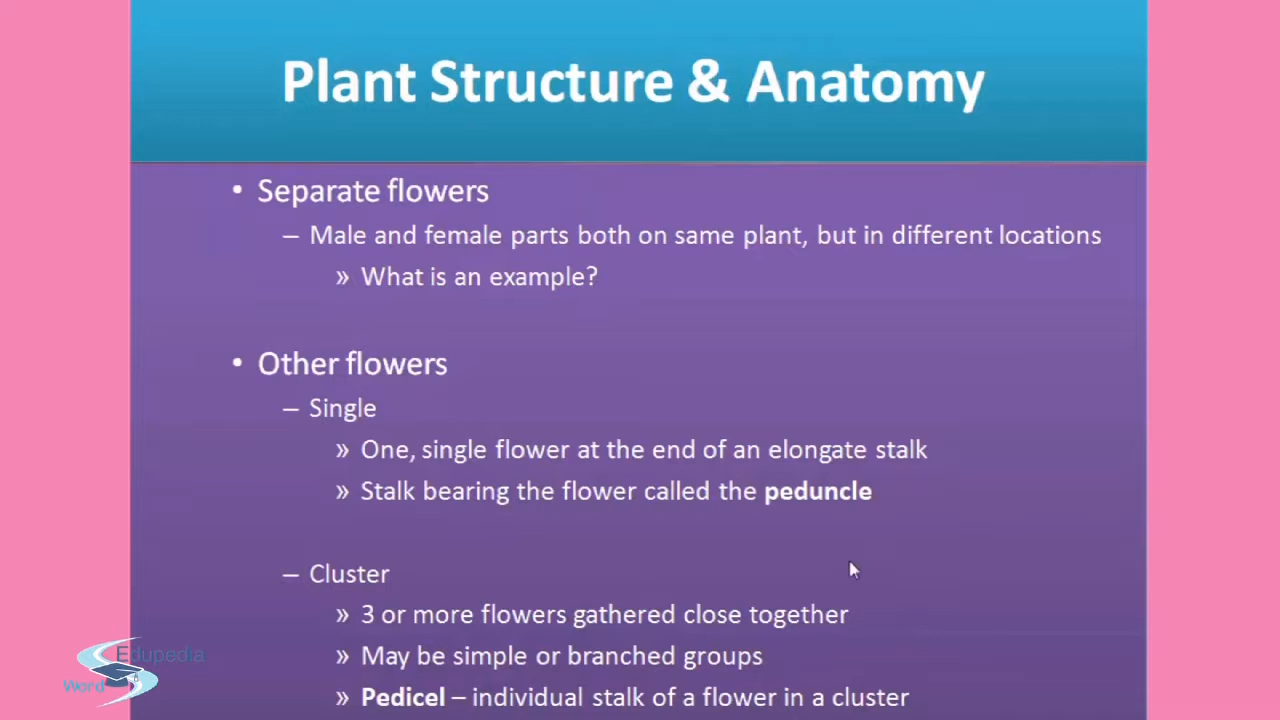 Plant Structure & Anatomy
• Separate flowers
– Male and female parts both on same plant, but in different locations
» What is an example?
• Other flowers
– Single
» One, single flower at the end of an elongate stalk
» Stalk bearing the flower called the peduncle
– Cluster
» 3 or more flowers gathered close together
» May be simple or branched groups
» Pedicel – individual stalk of a flower in a cluster
Edupedia
World